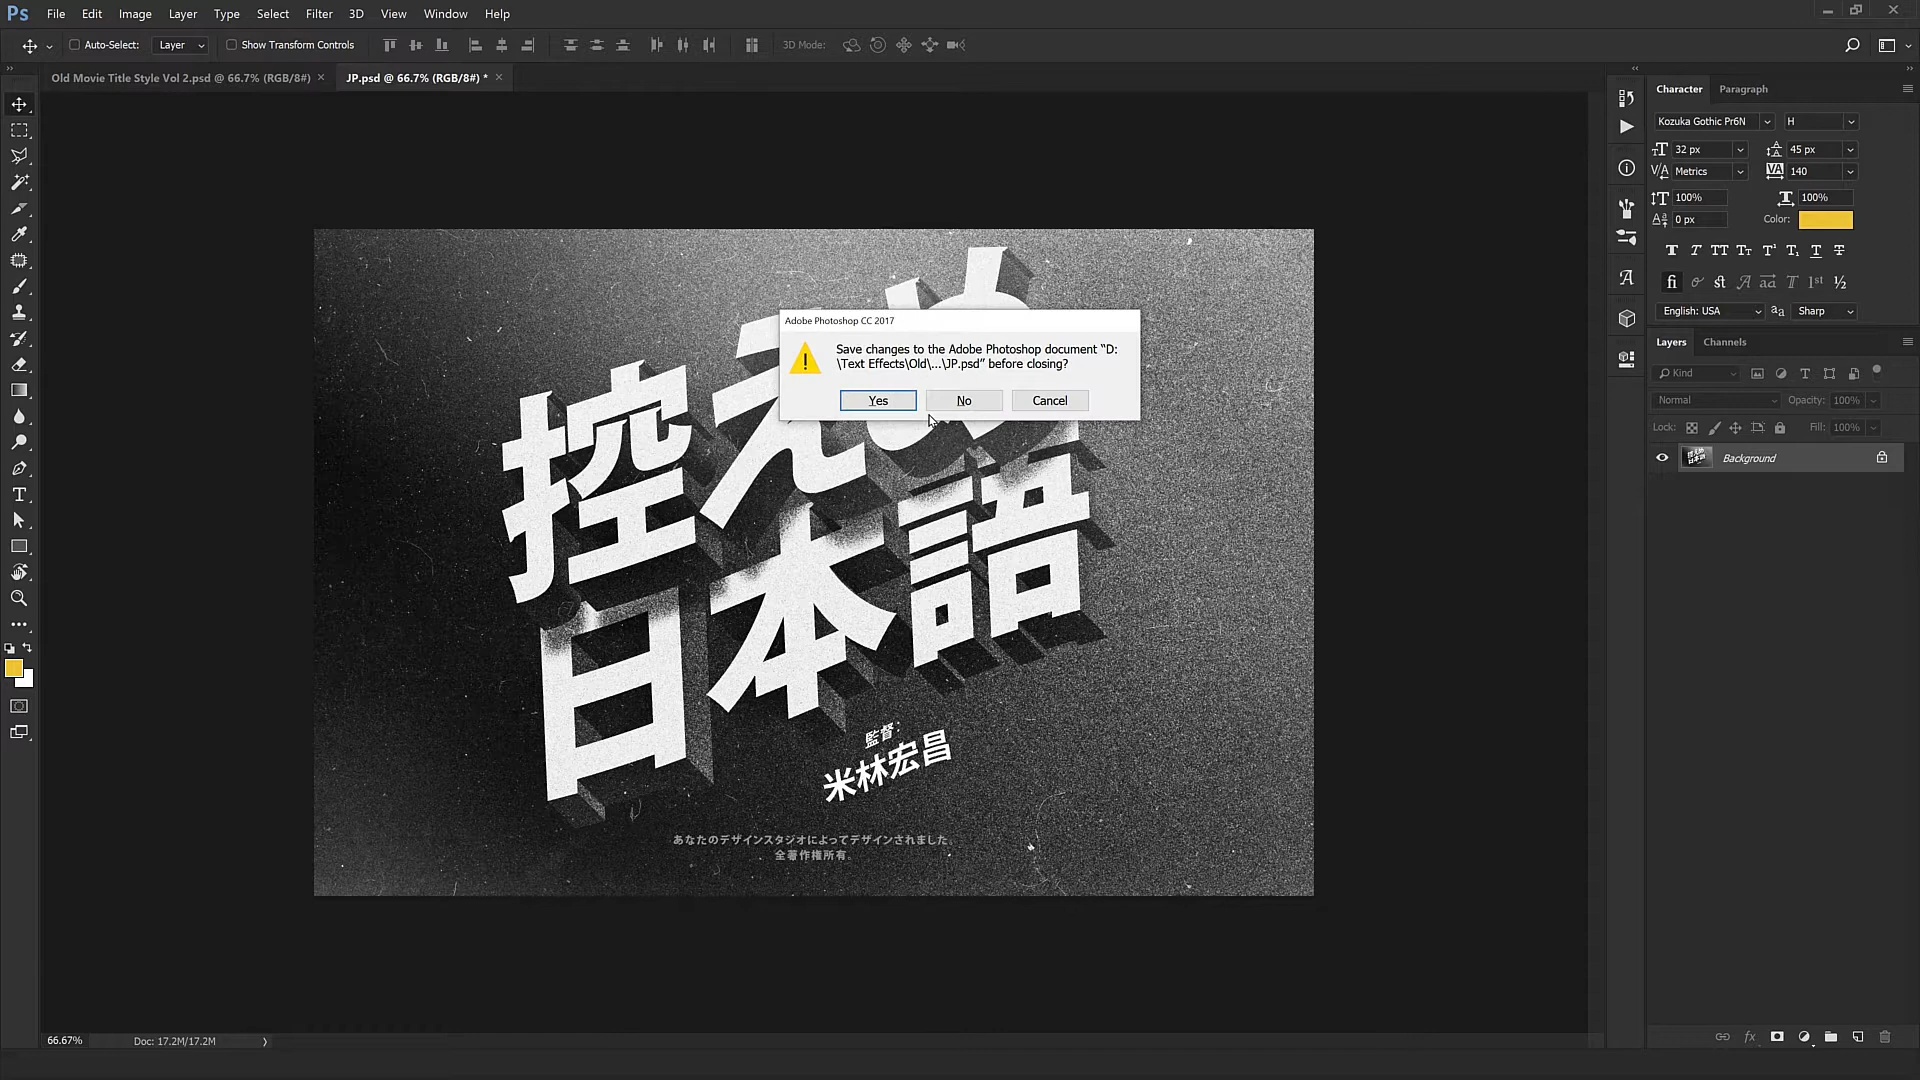 Ps File Edit Image Layer Type Select Filter 3D View Window Help
Auto-Select: Layer Show Transform Controls 3D Mode:
Old Movie Title Style Vol 2.psd @ 66.7% (RGB/8#) × JP.psd @ 66.7% (RGB/8#) * ×
Character Paragraph
Kozuka Gothic Pr6N H
32 px 45 px
Metrics 140
100% 100%
0 px Color:
English: USA Sharp
Layers Channels
Kind
Normal Opacity: 100%
Lock: Fill: 100%
Background
Adobe Photoshop CC 2017
Save changes to the Adobe Photoshop document “D:
\Text Effects\Old\...\JP.psd” before closing?
Yes No Cancel
控え
日本語
監督:
米林宏昌
あなたのデザインスタジオによってデザインされました。
全著作権所有。
66.67% Doc: 17.2M/17.2M